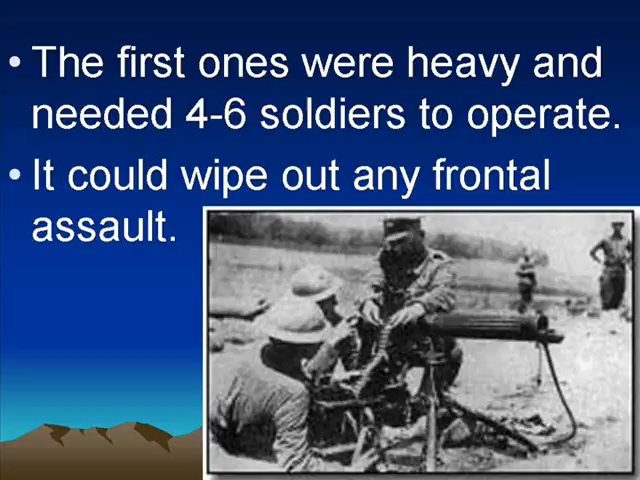 • The first ones were heavy and
needed 4-6 soldiers to operate.
• It could wipe out any frontal
assault.